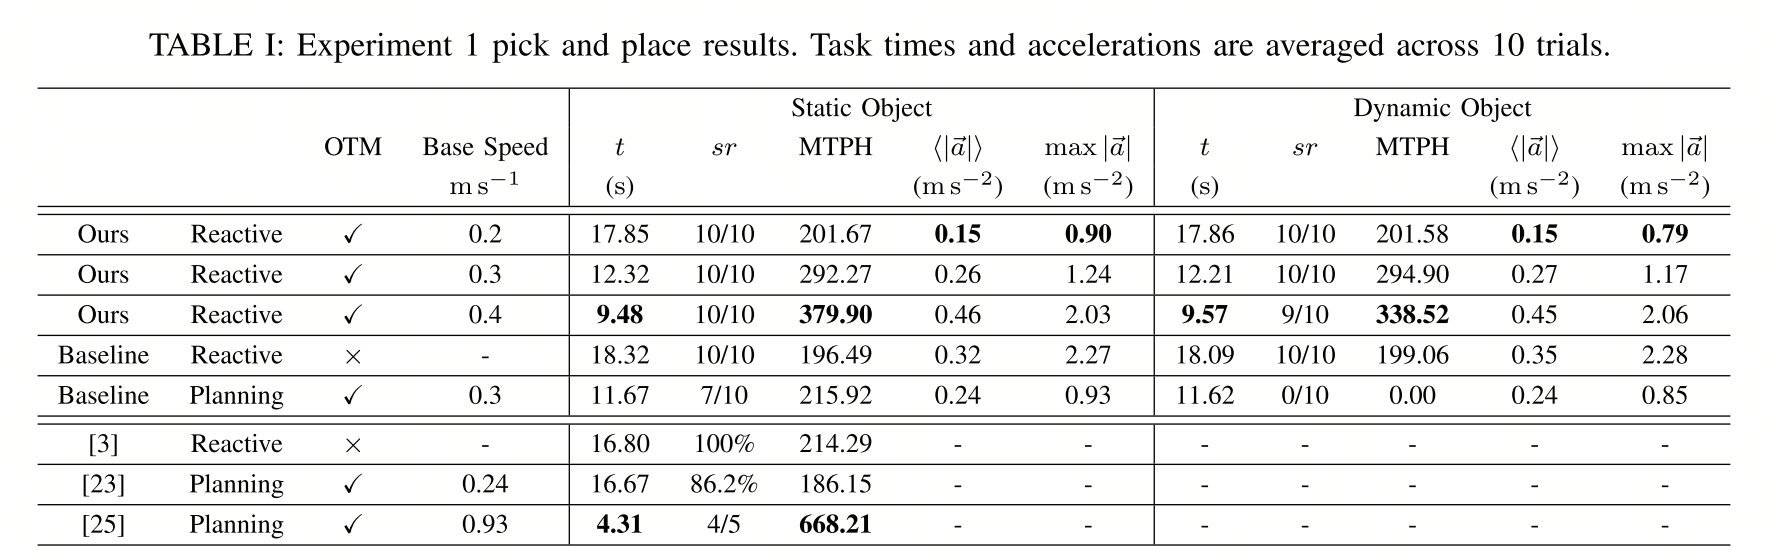 TABLE I: Experiment 1 pick and place results. Task times and accelerations are averaged across 10 trials.
Static Object Dynamic Object
OTM Base Speed t sr MTPH ⟨|a⃗|⟩ max |a⃗| t sr MTPH ⟨|a⃗|⟩ max |a⃗|
m s⁻¹ (s) (m s⁻²) (m s⁻²) (s) (m s⁻²) (m s⁻²)
Ours Reactive ✓ 0.2 17.85 10/10 201.67 0.15 0.90 17.86 10/10 201.58 0.15 0.79
Ours Reactive ✓ 0.3 12.32 10/10 292.27 0.26 1.24 12.21 10/10 294.90 0.27 1.17
Ours Reactive ✓ 0.4 9.48 10/10 379.90 0.46 2.03 9.57 9/10 338.52 0.45 2.06
Baseline Reactive × - 18.32 10/10 196.49 0.32 2.27 18.09 10/10 199.06 0.35 2.28
Baseline Planning ✓ 0.3 11.67 7/10 215.92 0.24 0.93 11.62 0/10 0.00 0.24 0.85
[3] Reactive × - 16.80 100% 214.29 - - - - - - -
[23] Planning ✓ 0.24 16.67 86.2% 186.15 - - - - - - -
[25] Planning ✓ 0.93 4.31 4/5 668.21 - - - - - - -